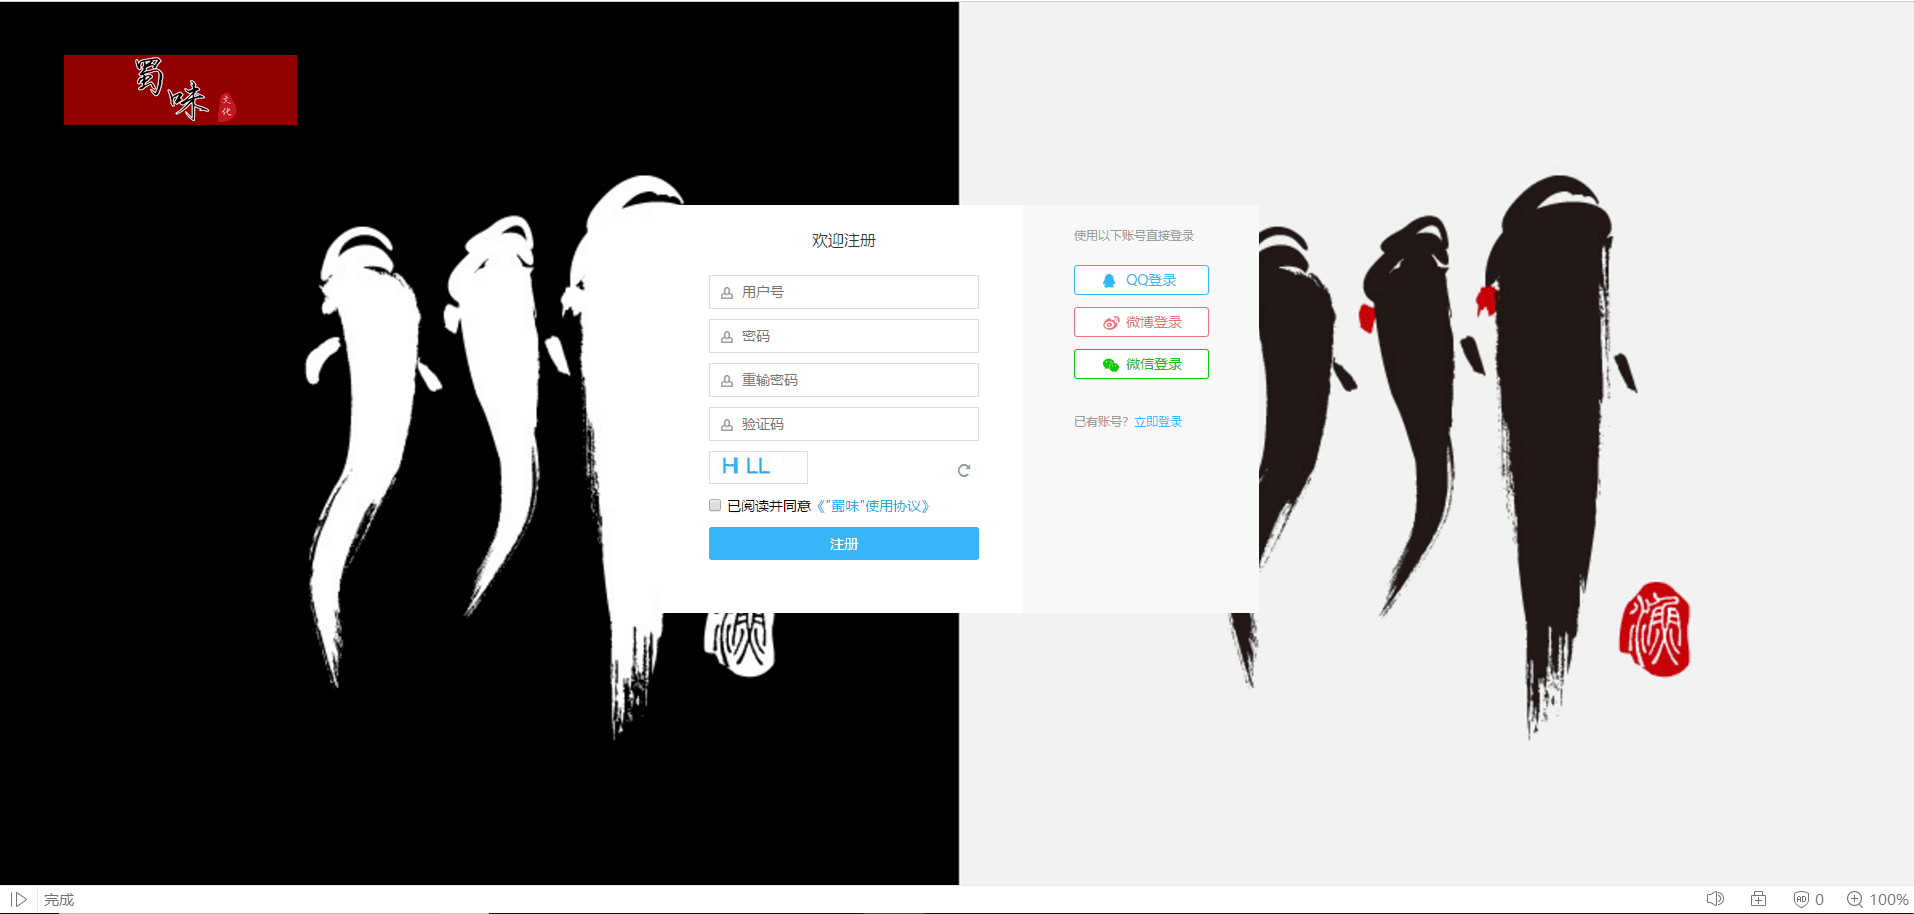 蜀味
文化
欢迎注册
用户号
密码
重输密码
验证码
H LL
已阅读并同意《"蜀味"使用协议》
注册
使用以下账号直接登录
QQ登录
微博登录
微信登录
已有账号？立即登录
完成
AD 0
100%